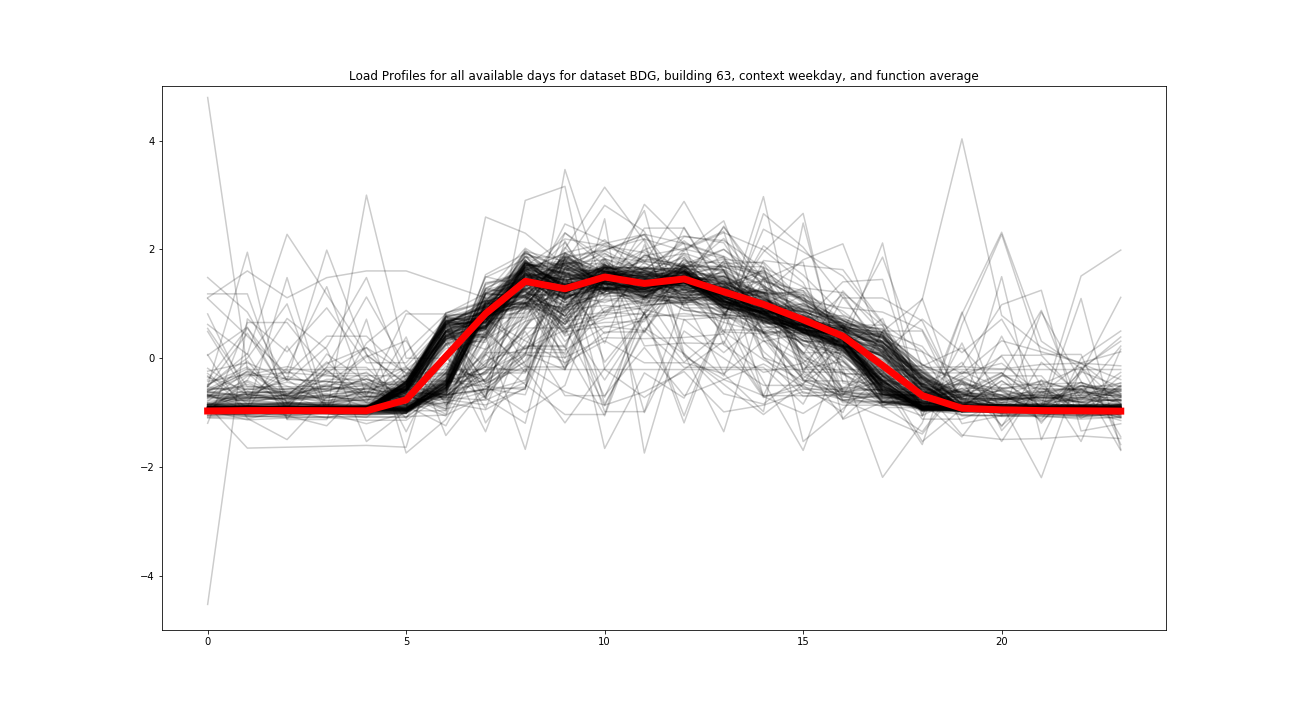 Load Profiles for all available days for dataset BDG, building 63, context weekday, and function average
4
2
0
−2
−4
0 5 10 15 20